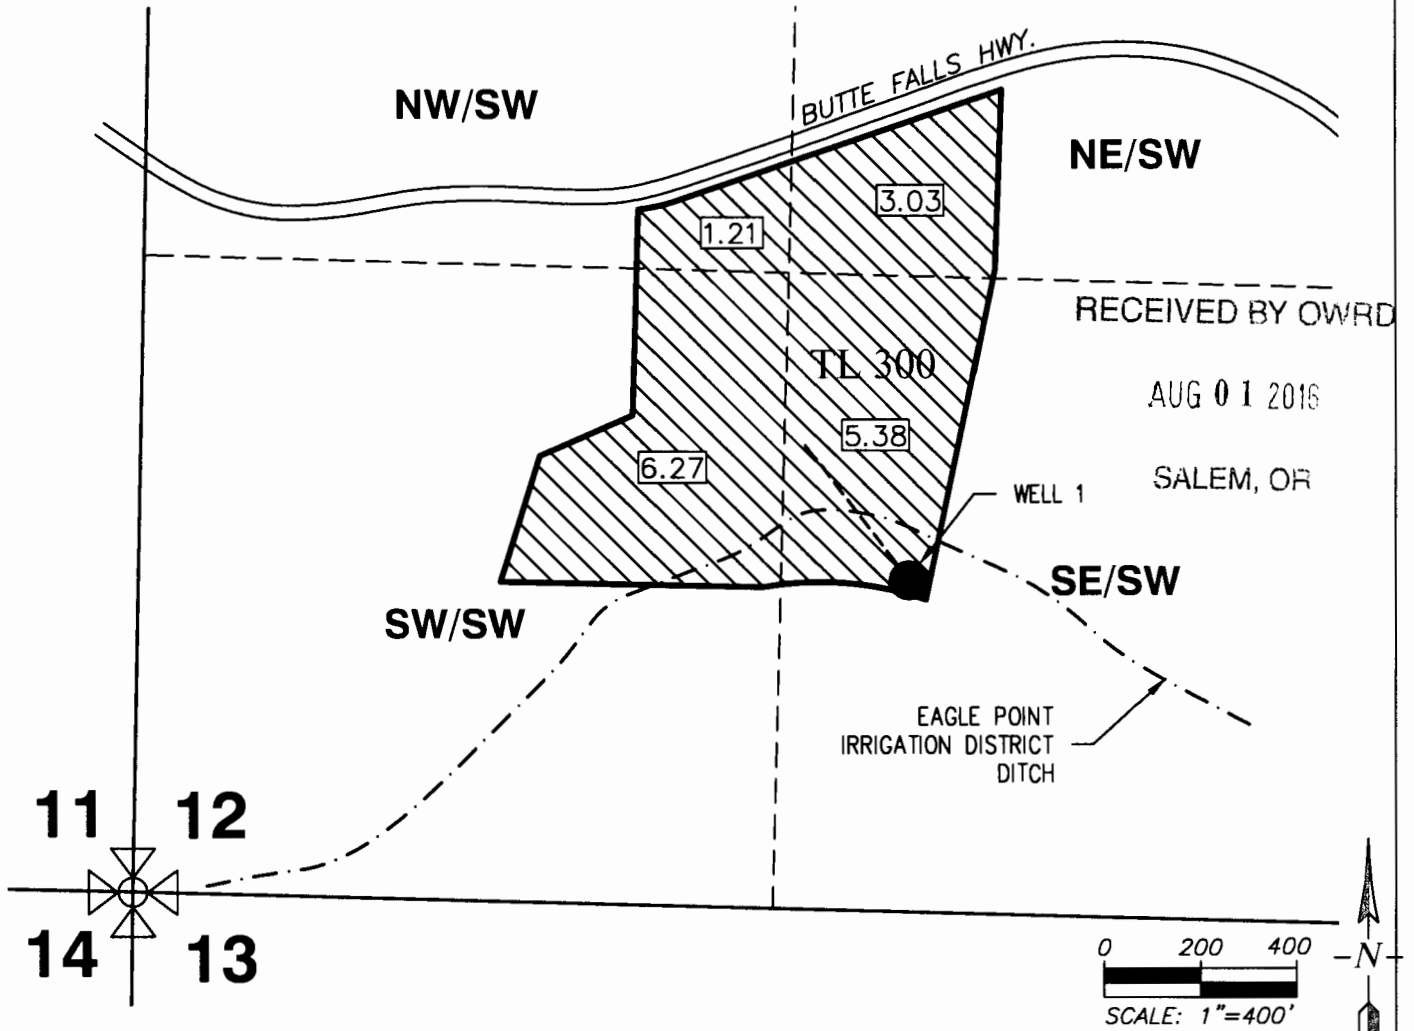 BUTTE FALLS HWY.
NW/SW
NE/SW
3.03
1.21
RECEIVED BY OWRD
TL 300
AUG 01 2016
5.38
6.27
SALEM, OR
WELL 1
SE/SW
SW/SW
EAGLE POINT
IRRIGATION DISTRICT
DITCH
11 12
14 13
0 200 400
-N-
SCALE: 1"=400'